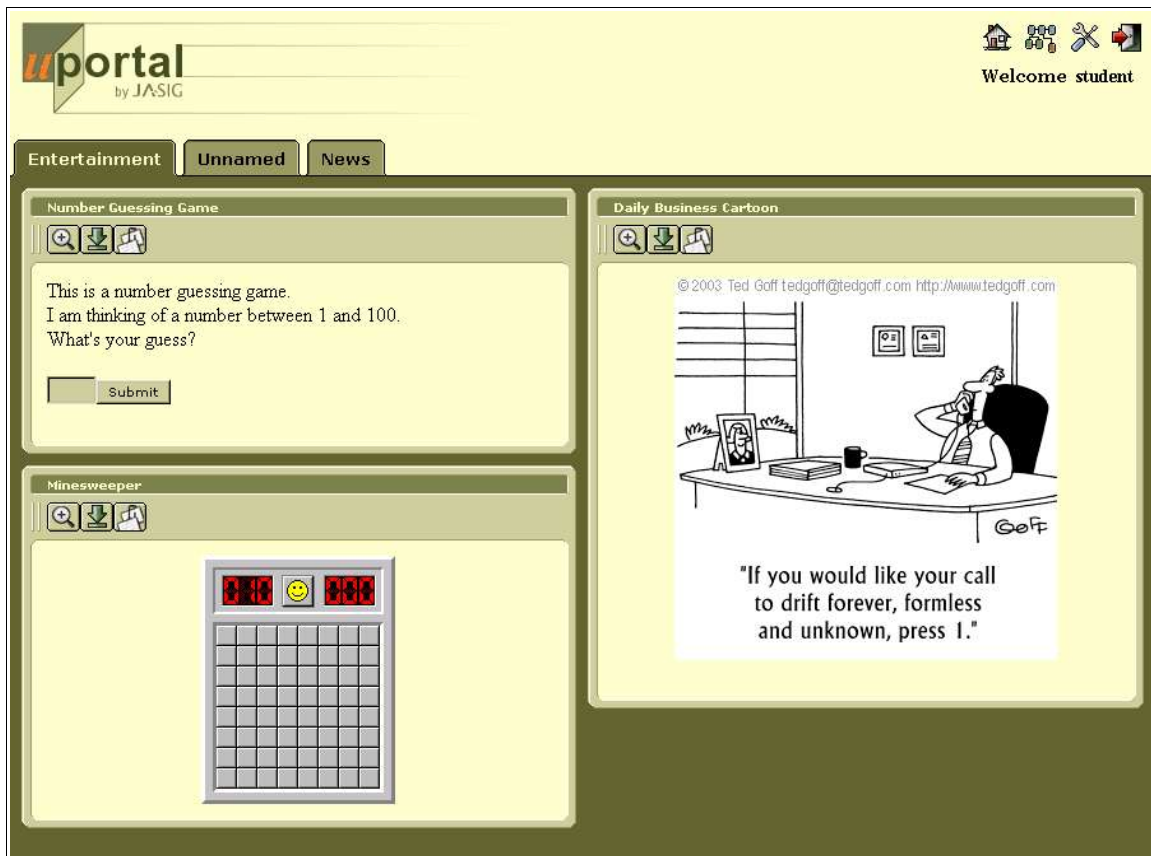 uportal
by JA-SIG
Welcome student
Entertainment
Unnamed
News
Number Guessing Game
This is a number guessing game.
I am thinking of a number between 1 and 100.
What's your guess?
Submit
Minesweeper
Daily Business Cartoon
© 2003 Ted Goff tedgoff@tedgoff.com http://www.tedgoff.com
GOFF
"If you would like your call
to drift forever, formless
and unknown, press 1."